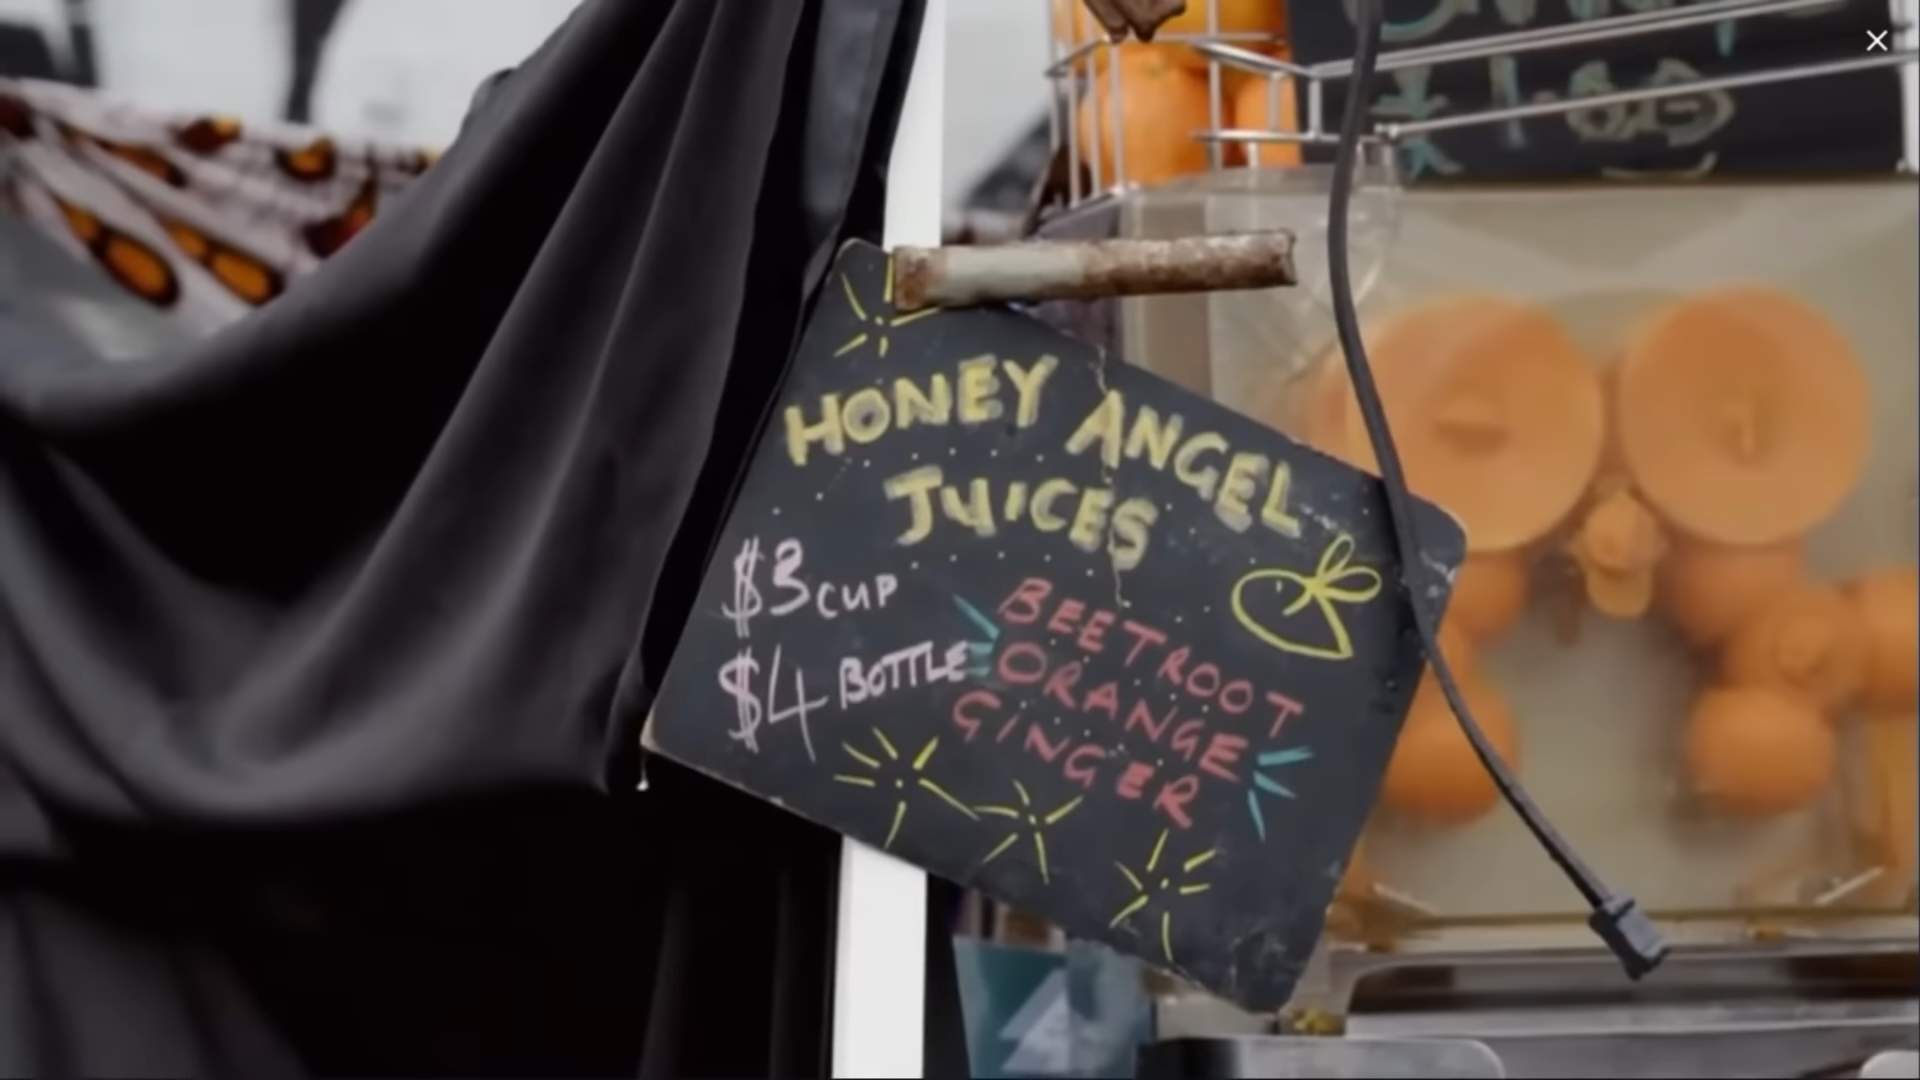 HONEY ANGEL
JUICES
$3 CUP
$4 BOTTLE
BEETROOT
ORANGE
GINGER